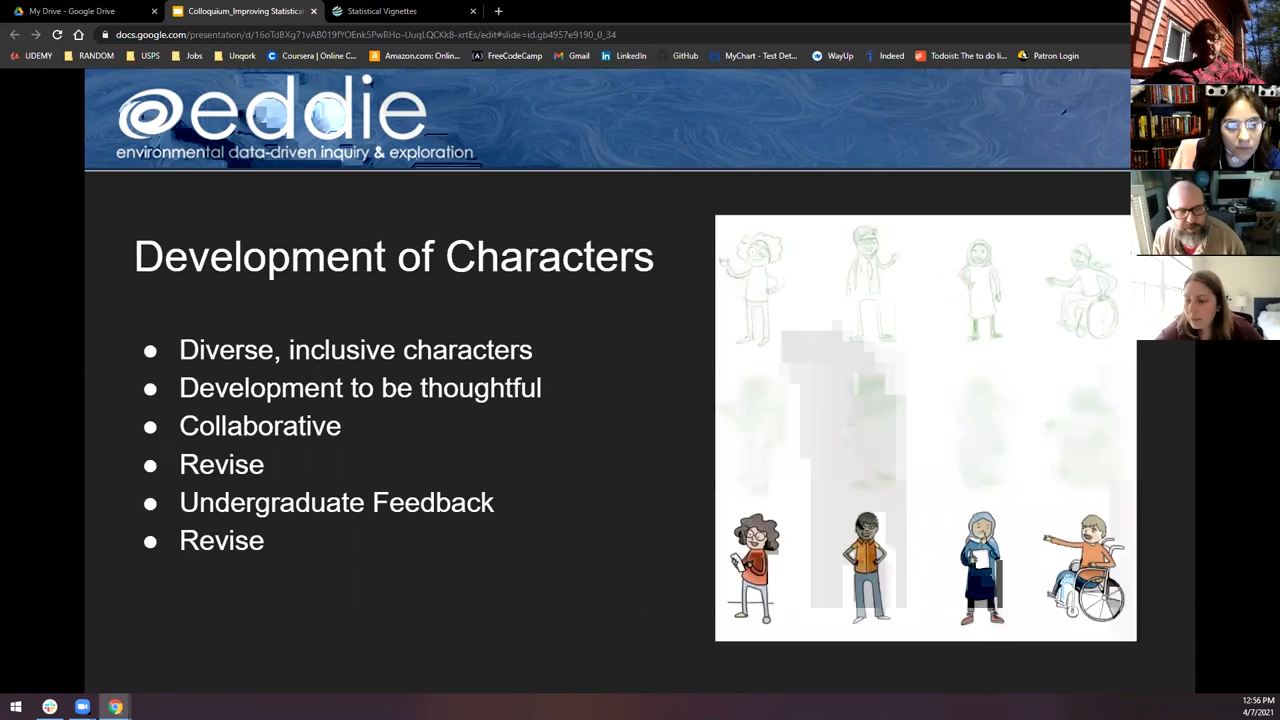 My Drive - Google Drive
Colloquium_Improving Statistical
Statistical Vignettes
docs.google.com/presentation/d/16oTd8Xg71vAB019fYOEnk5PwRHo-UuqLQCKk8-xrtEs/edit#slide=id.gb4957e9190_0_34
UDEMY
RANDOM
USPS
Jobs
Unqork
Coursera | Online C...
Amazon.com: Onlin...
FreeCodeCamp
Gmail
LinkedIn
GitHub
MyChart - Test Det...
WayUp
Indeed
Todoist: The to do li...
Patron Login
eddie
environmental data-driven inquiry & exploration
Development of Characters
● Diverse, inclusive characters
● Development to be thoughtful
● Collaborative
● Revise
● Undergraduate Feedback
● Revise
12:56 PM
4/7/2021